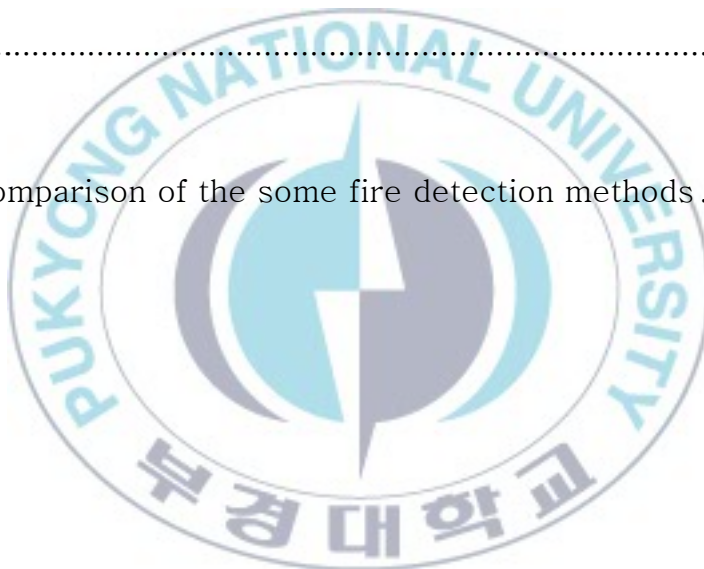 ................................................................................
PUKYONG NATIONAL UNIVERSITY
omparison of the some fire detection methods .
부경대학교